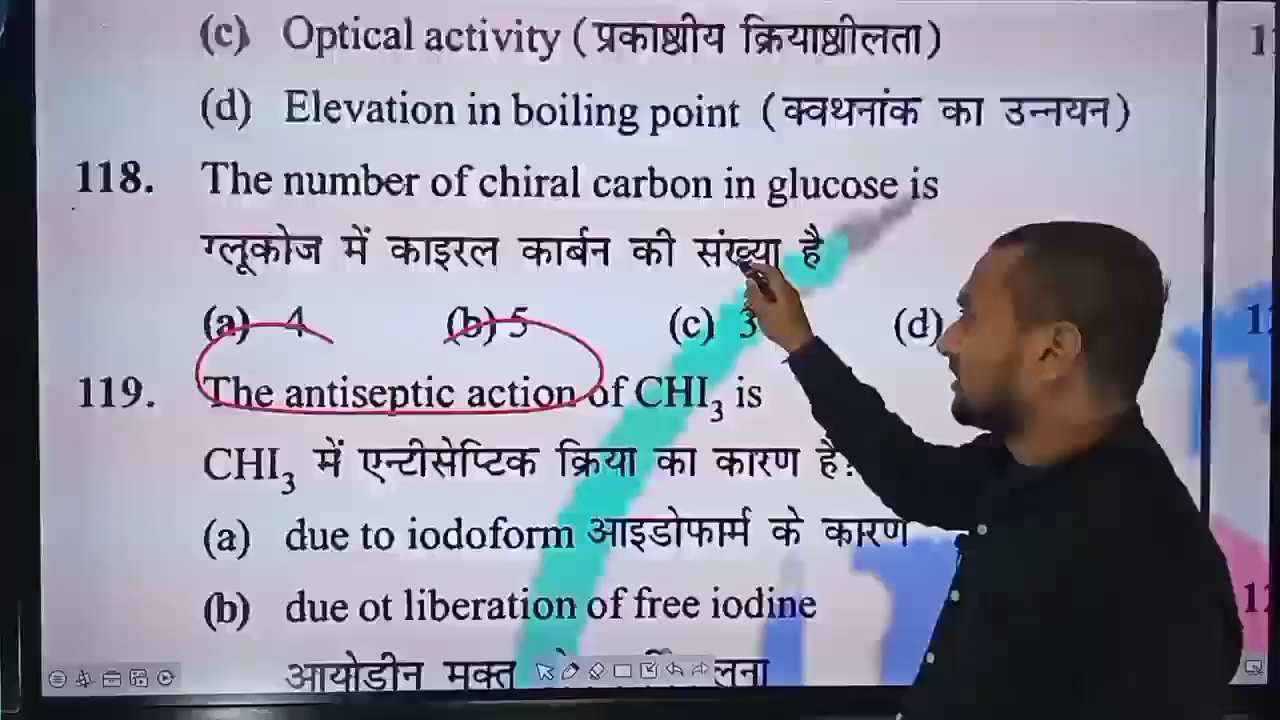 (c) Optical activity (प्रकाष्ठीय क्रियाष्ठीलता)
(d) Elevation in boiling point (क्वथनांक का उन्नयन)
118. The number of chiral carbon in glucose is
ग्लूकोज में काइरल कार्बन की संख्या है
(a) 4 (b) 5 (c) 3 (d)
119. The antiseptic action of CHI₃ is
CHI₃ में एन्टीसेप्टिक क्रिया का कारण है?
(a) due to iodoform आइडोफार्म के कारण
(b) due ot liberation of free iodine
आयोडीन मुक्त